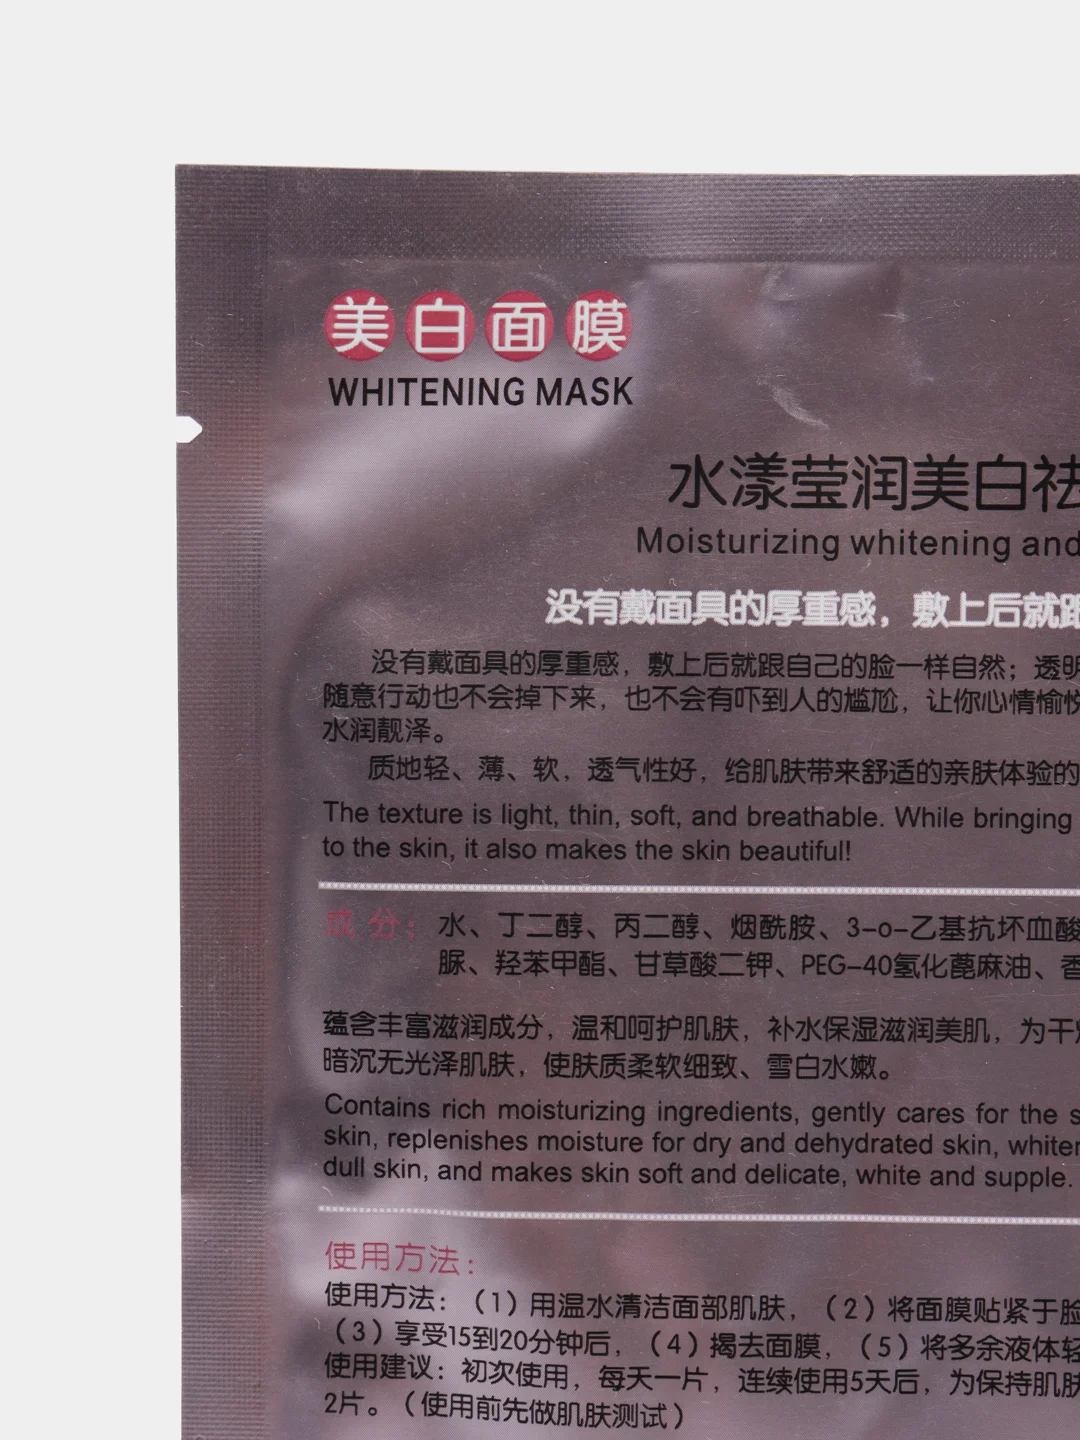 美白面膜
WHITENING MASK
水漾莹润美白祛
Moisturizing whitening and
没有戴面具的厚重感，敷上后就跟
没有戴面具的厚重感，敷上后就跟自己的脸一样自然；透明
随意行动也不会掉下来，也不会有吓到人的尴尬，让你心情愉悦
水润靓泽。
质地轻、薄、软，透气性好，给肌肤带来舒适的亲肤体验的
The texture is light, thin, soft, and breathable. While bringing
to the skin, it also makes the skin beautiful!
成 分： 水、丁二醇、丙二醇、烟酰胺、3-o-乙基抗坏血酸
脲、羟苯甲酯、甘草酸二钾、PEG-40氢化蓖麻油、香
蕴含丰富滋润成分，温和呵护肌肤，补水保湿滋润美肌，为干
暗沉无光泽肌肤，使肤质柔软细致、雪白水嫩。
Contains rich moisturizing ingredients, gently cares for the
skin, replenishes moisture for dry and dehydrated skin,
dull skin, and makes skin soft and delicate, white and supple.
使用方法：
使用方法：（1）用温水清洁面部肌肤，（2）将面膜贴紧于脸
（3）享受15到20分钟后，（4）揭去面膜，（5）将多余液体轻
使用建议：初次使用，每天一片，连续使用5天后，为保持肌肤
2片。（使用前先做肌肤测试）